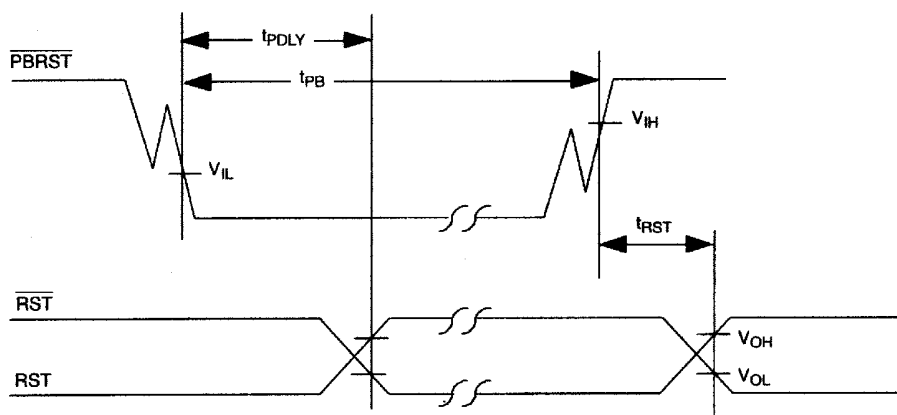 tPDLY
PBRST
tPB
VIH
VIL
tRST
RST
VOH
RST
VOL